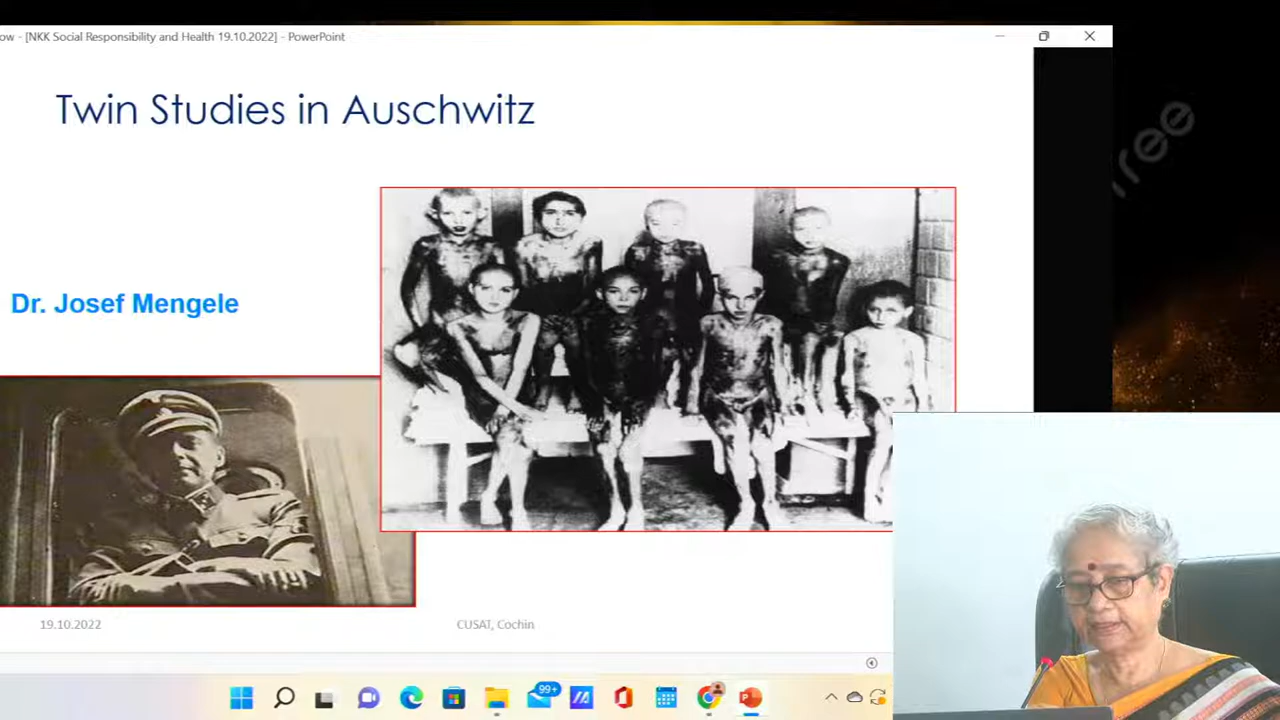 ow - [NKK Social Responsibility and Health 19.10.2022] - PowerPoint
Twin Studies in Auschwitz
ree
Dr. Josef Mengele
19.10.2022
CUSAT, Cochin
99+